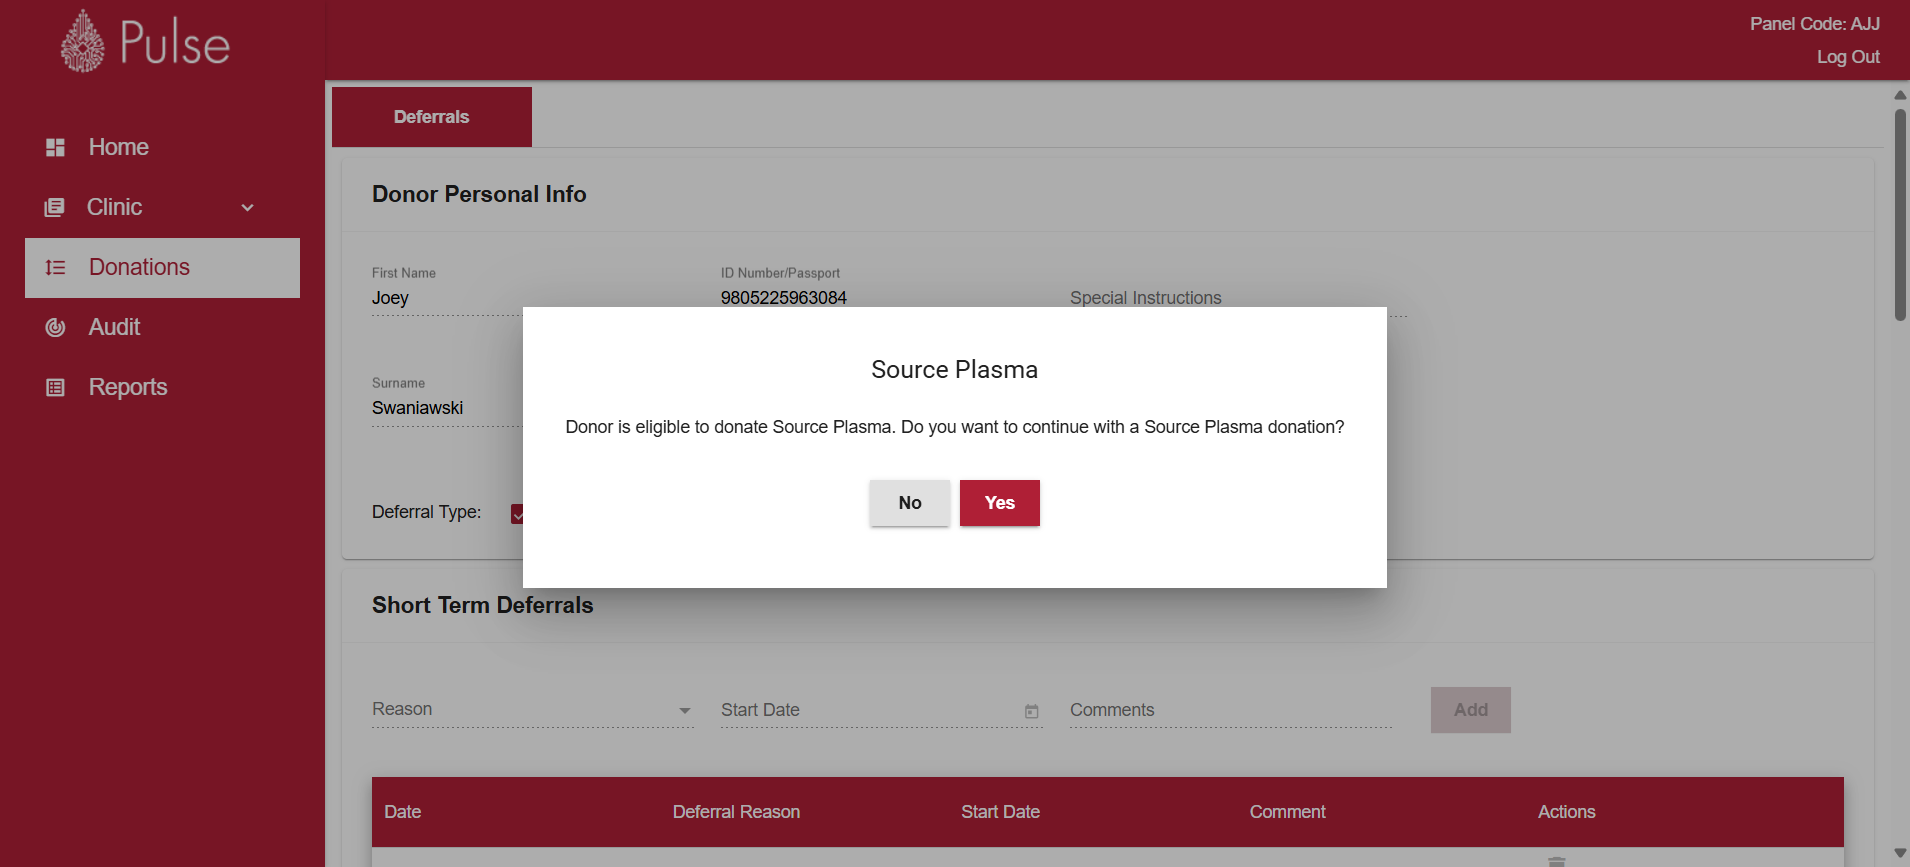 Pulse
Panel Code: AJJ
Log Out
Home
Clinic
Donations
Audit
Reports
Deferrals
Donor Personal Info
First Name
Joey
ID Number/Passport
9805225963084
Special Instructions
Surname
Swaniawski
Source Plasma
Donor is eligible to donate Source Plasma. Do you want to continue with a Source Plasma donation?
No
Yes
Deferral Type:
Short Term Deferrals
Reason
Start Date
Comments
Add
Date
Deferral Reason
Start Date
Comment
Actions